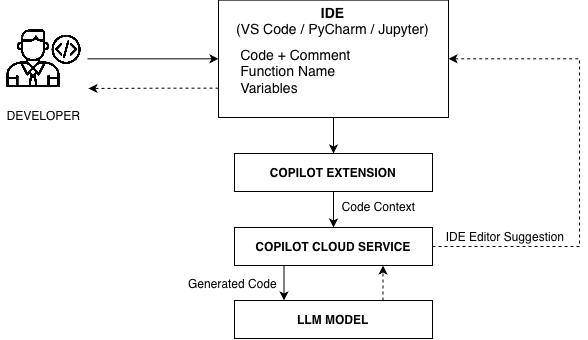 IDE
(VS Code / PyCharm / Jupyter)
Code + Comment
Function Name
Variables
</>
DEVELOPER
COPILOT EXTENSION
Code Context
COPILOT CLOUD SERVICE
IDE Editor Suggestion
Generated Code
LLM MODEL